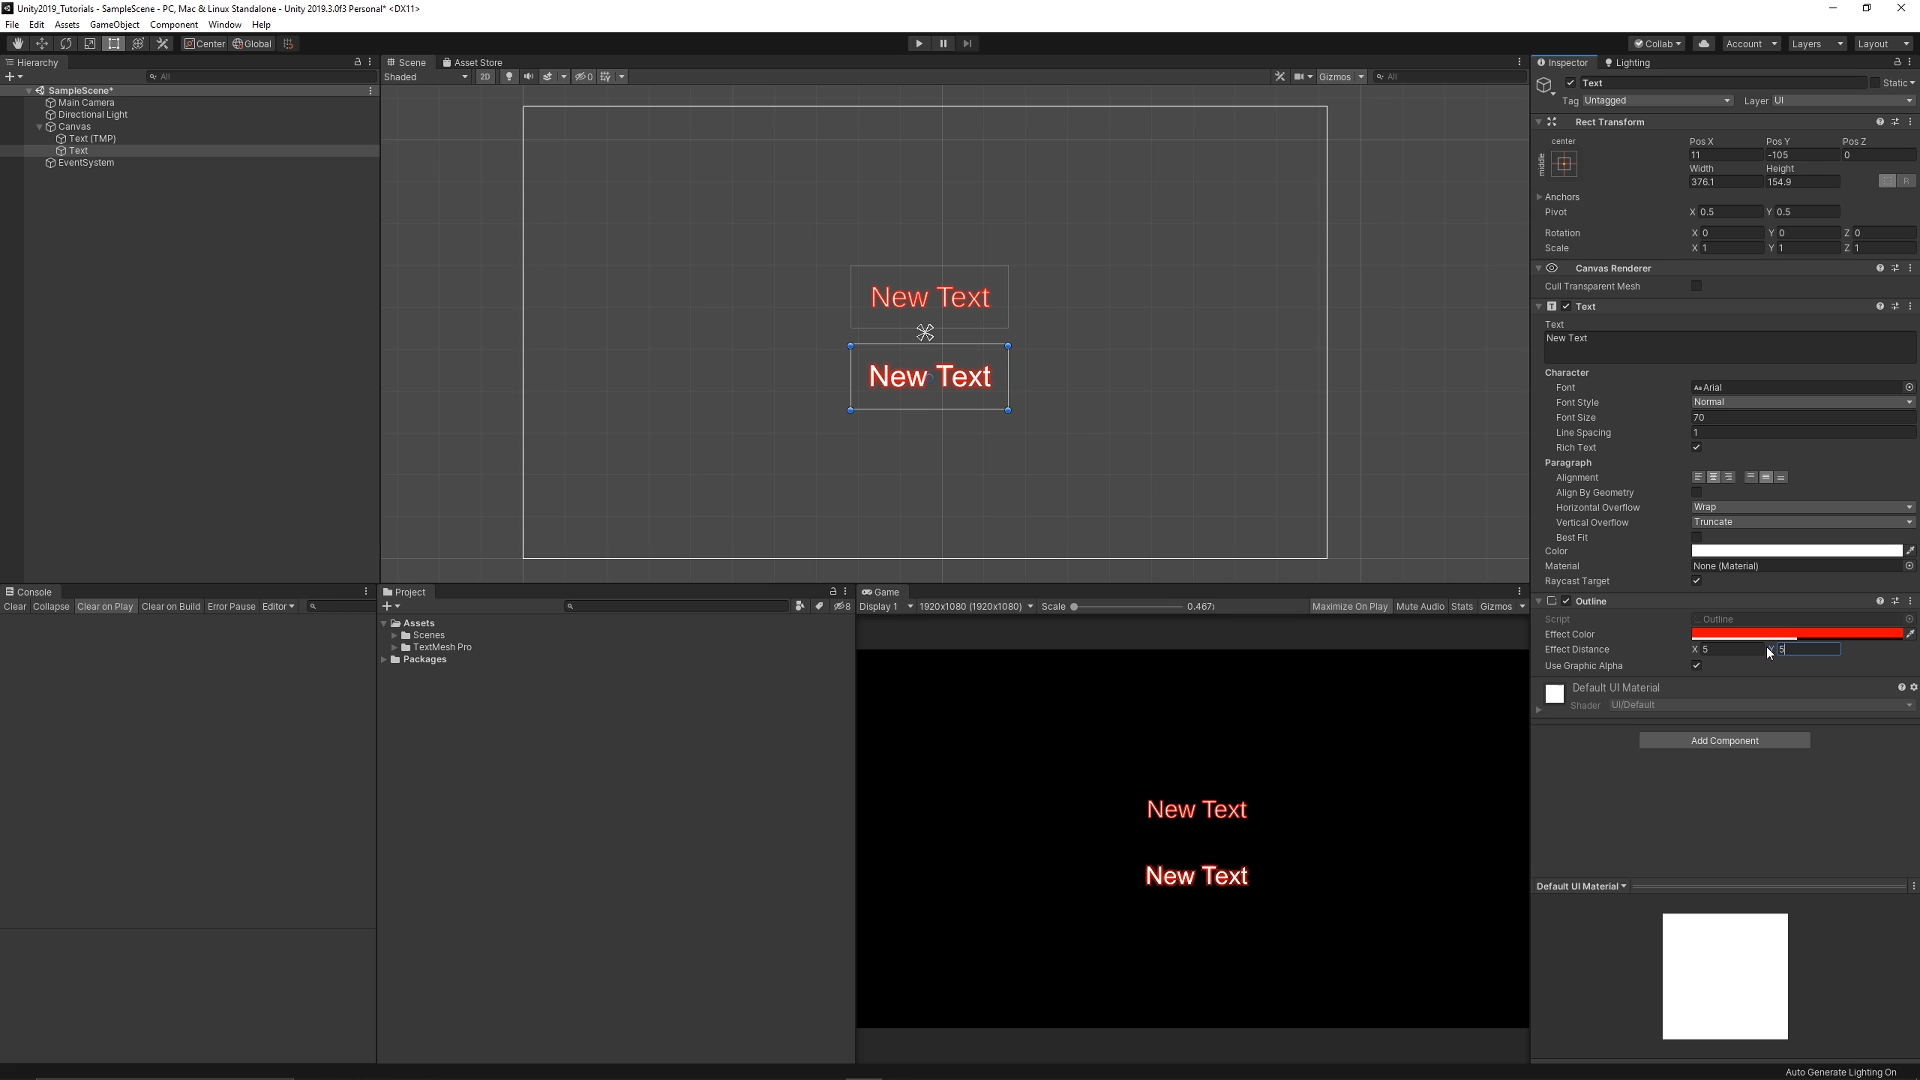 Unity2019_Tutorials - SampleScene - PC, Mac & Linux Standalone - Unity 2019.3.0f3 Personal* <DX11>
File Edit Assets GameObject Component Window Help
Center Global Collab Account Layers Layout
Hierarchy
All
SampleScene*
Main Camera
Directional Light
Canvas
Text (TMP)
Text
EventSystem
Scene Asset Store
Shaded 2D 0 Gizmos All
New Text
New Text
Inspector Lighting
Text Static
Tag Untagged Layer UI
Rect Transform
center Pos X Pos Y Pos Z
middle 11 -105 0
Width Height
376.1 154.9 R
Anchors
Pivot X 0.5 Y 0.5
Rotation X 0 Y 0 Z 0
Scale X 1 Y 1 Z 1
Canvas Renderer
Cull Transparent Mesh
Text
Text
New Text
Character
Font Aa Arial
Font Style Normal
Font Size 70
Line Spacing 1
Rich Text
Paragraph
Alignment
Align By Geometry
Horizontal Overflow Wrap
Vertical Overflow Truncate
Best Fit
Color
Material None (Material)
Raycast Target
Outline
Script Outline
Effect Color
Effect Distance X 5 Y 5
Use Graphic Alpha
Default UI Material
Shader UI/Default
Add Component
Default UI Material
Console
Clear Collapse Clear on Play Clear on Build Error Pause Editor
Project
8
Assets
Scenes
TextMesh Pro
Packages
Game
Display 1 1920x1080 (1920x1080) Scale 0.467 Maximize On Play Mute Audio Stats Gizmos
New Text
New Text
Auto Generate Lighting On